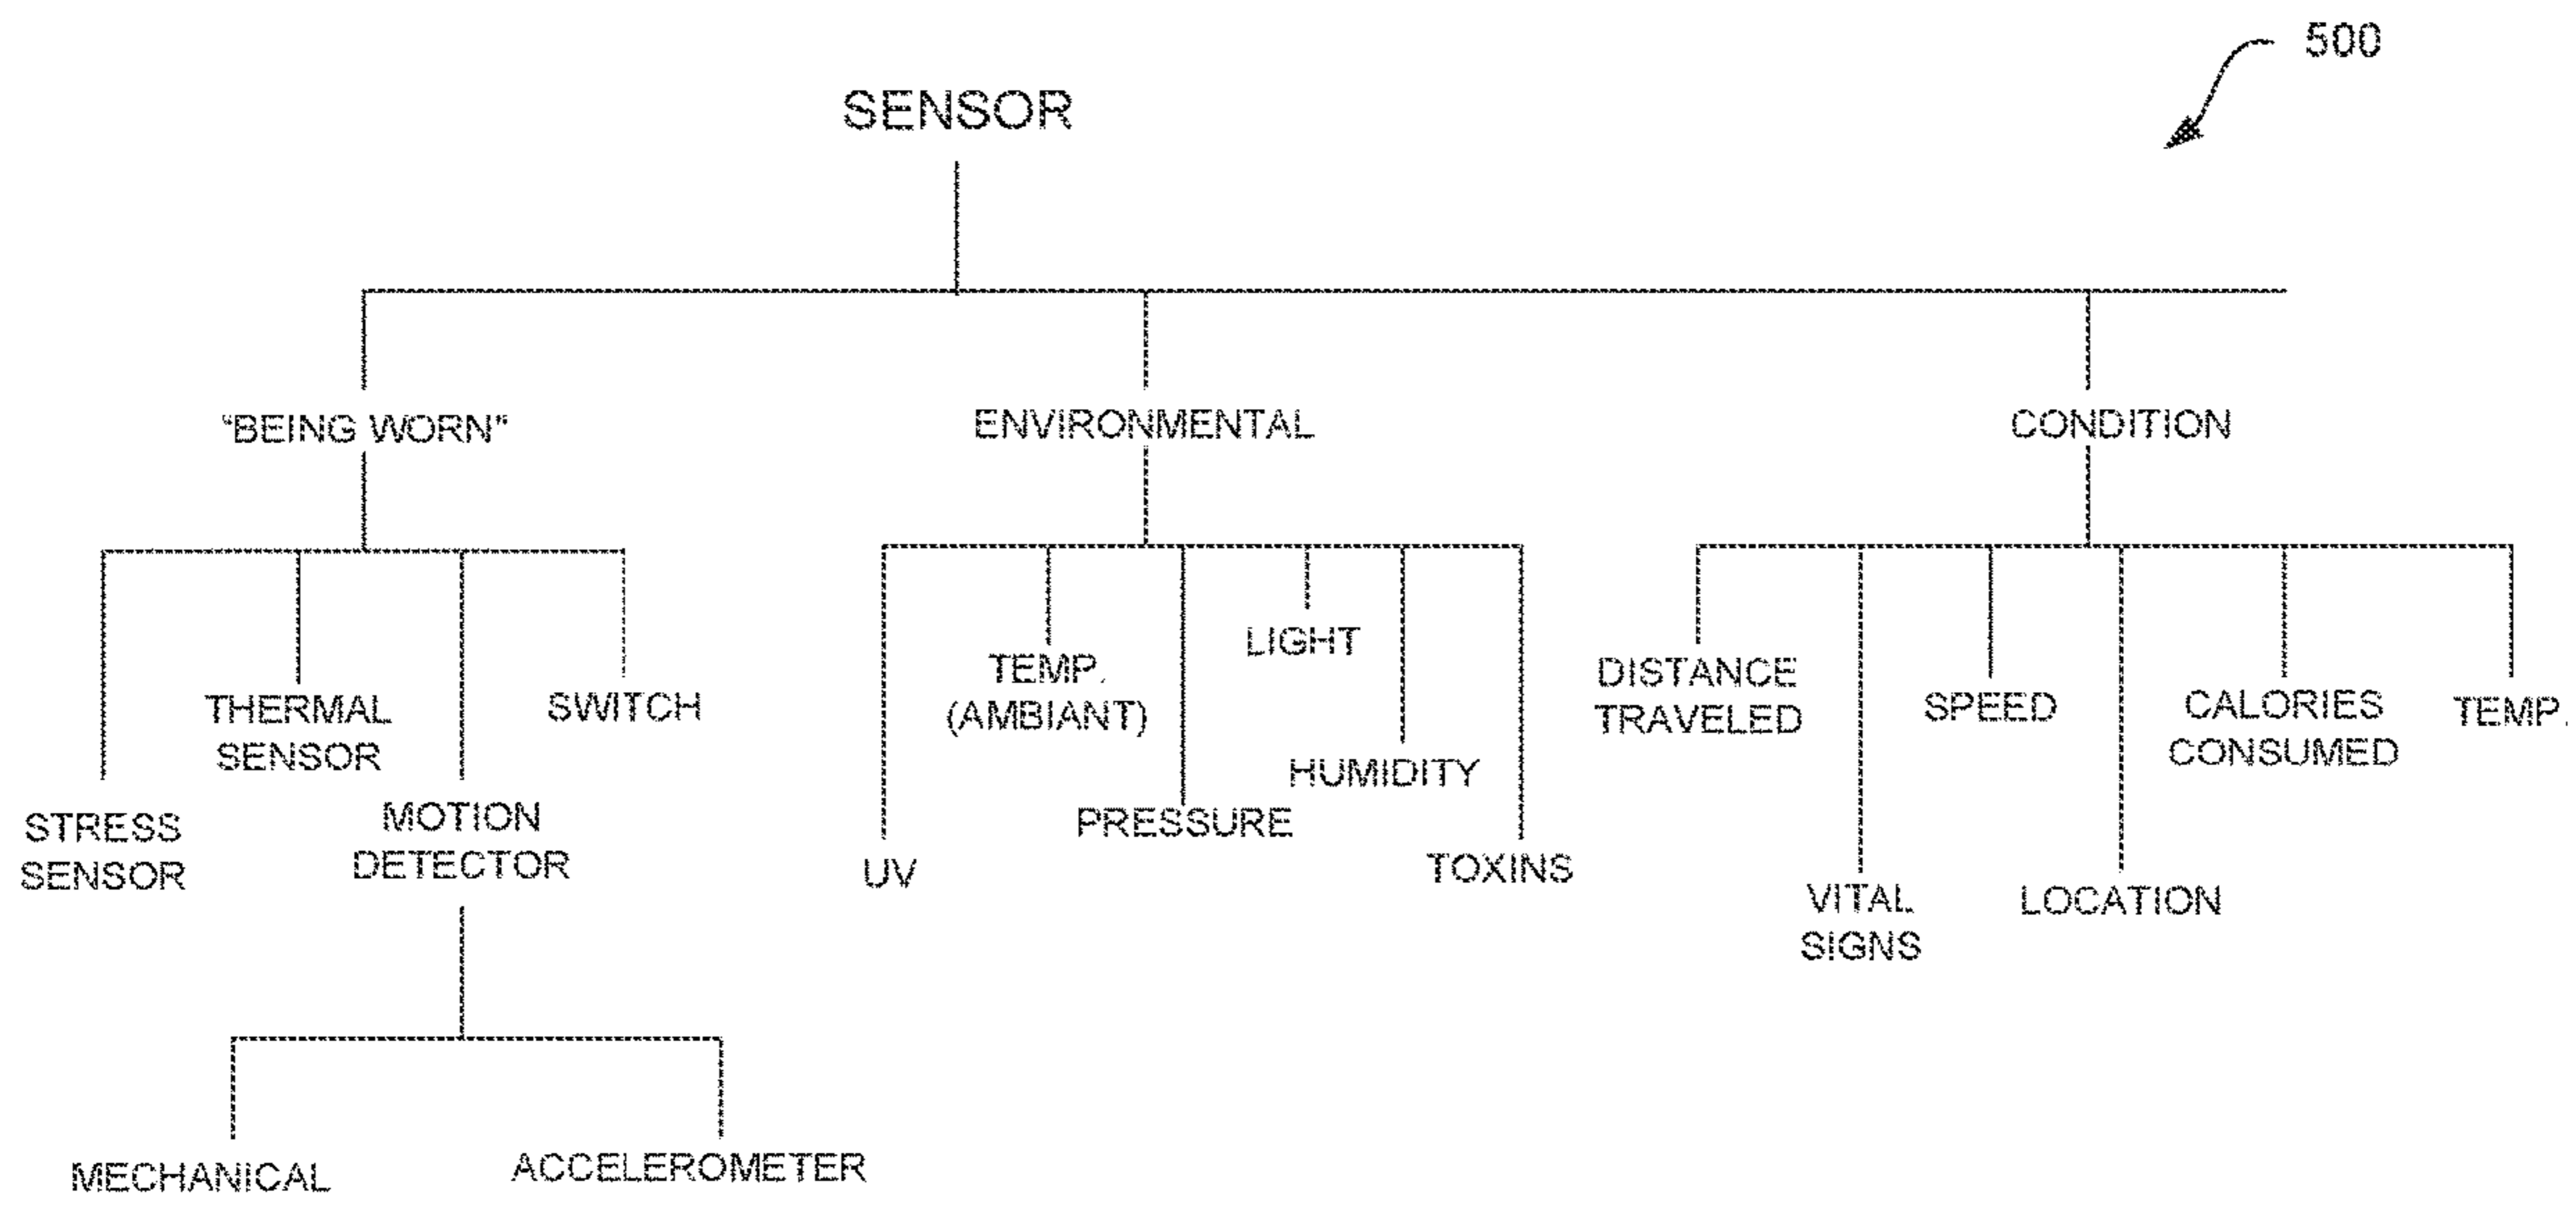 500
SENSOR
"BEING WORN"
ENVIRONMENTAL
CONDITION
STRESS
SENSOR
THERMAL
SENSOR
MOTION
DETECTOR
SWITCH
MECHANICAL
ACCELEROMETER
UV
TEMP.
(AMBIANT)
PRESSURE
LIGHT
HUMIDITY
TOXINS
DISTANCE
TRAVELED
VITAL
SIGNS
SPEED
LOCATION
CALORIES
CONSUMED
TEMP.